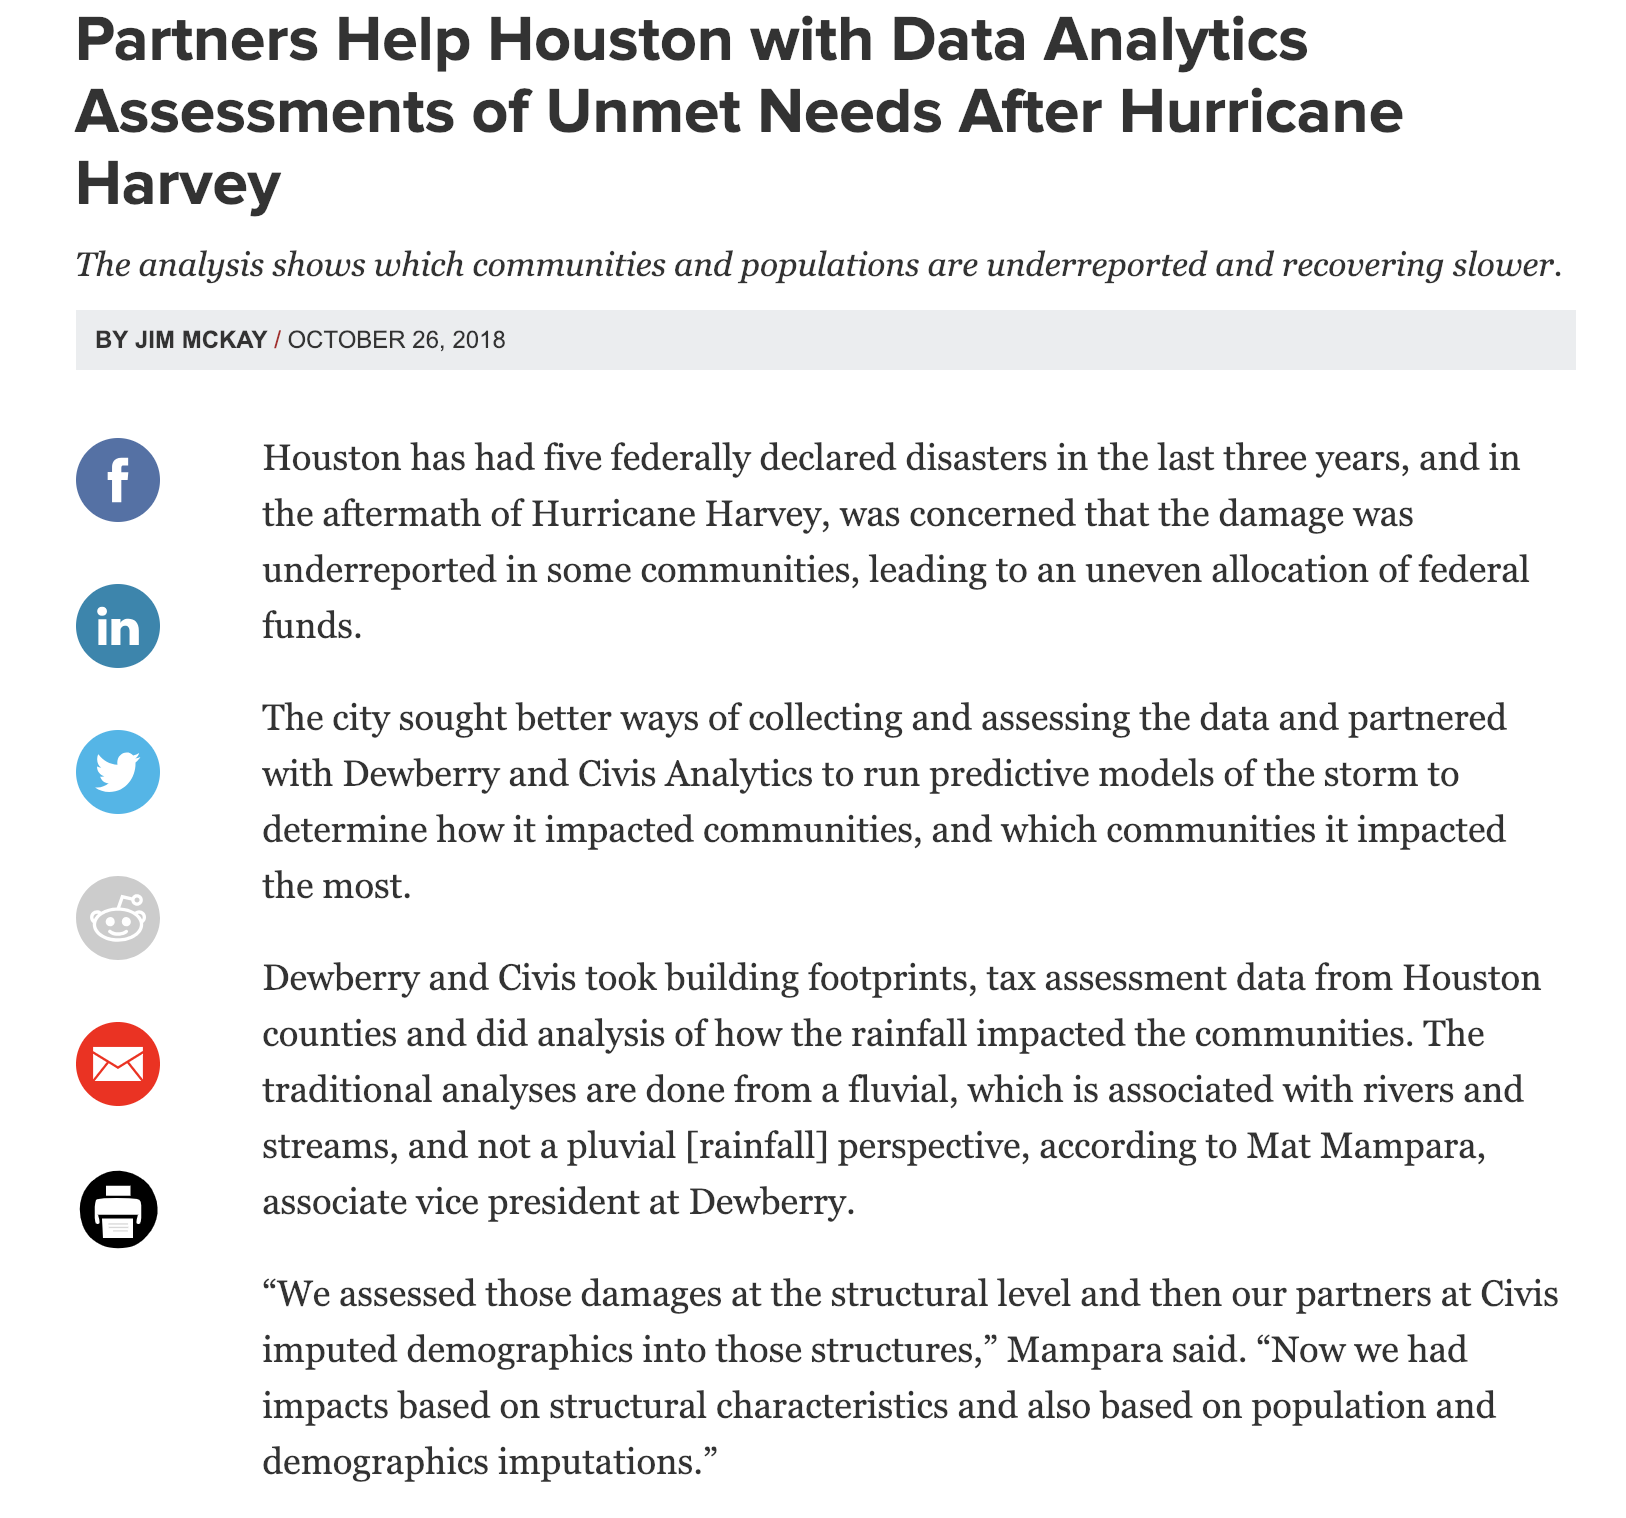 Partners Help Houston with Data Analytics
Assessments of Unmet Needs After Hurricane
Harvey
The analysis shows which communities and populations are underreported and recovering slower.
BY JIM MCKAY / OCTOBER 26, 2018
Houston has had five federally declared disasters in the last three years, and in
the aftermath of Hurricane Harvey, was concerned that the damage was
underreported in some communities, leading to an uneven allocation of federal
funds.
The city sought better ways of collecting and assessing the data and partnered
with Dewberry and Civis Analytics to run predictive models of the storm to
determine how it impacted communities, and which communities it impacted
the most.
Dewberry and Civis took building footprints, tax assessment data from Houston
counties and did analysis of how the rainfall impacted the communities. The
traditional analyses are done from a fluvial, which is associated with rivers and
streams, and not a pluvial [rainfall] perspective, according to Mat Mampara,
associate vice president at Dewberry.
“We assessed those damages at the structural level and then our partners at Civis
imputed demographics into those structures,” Mampara said. “Now we had
impacts based on structural characteristics and also based on population and
demographics imputations.”
f
in